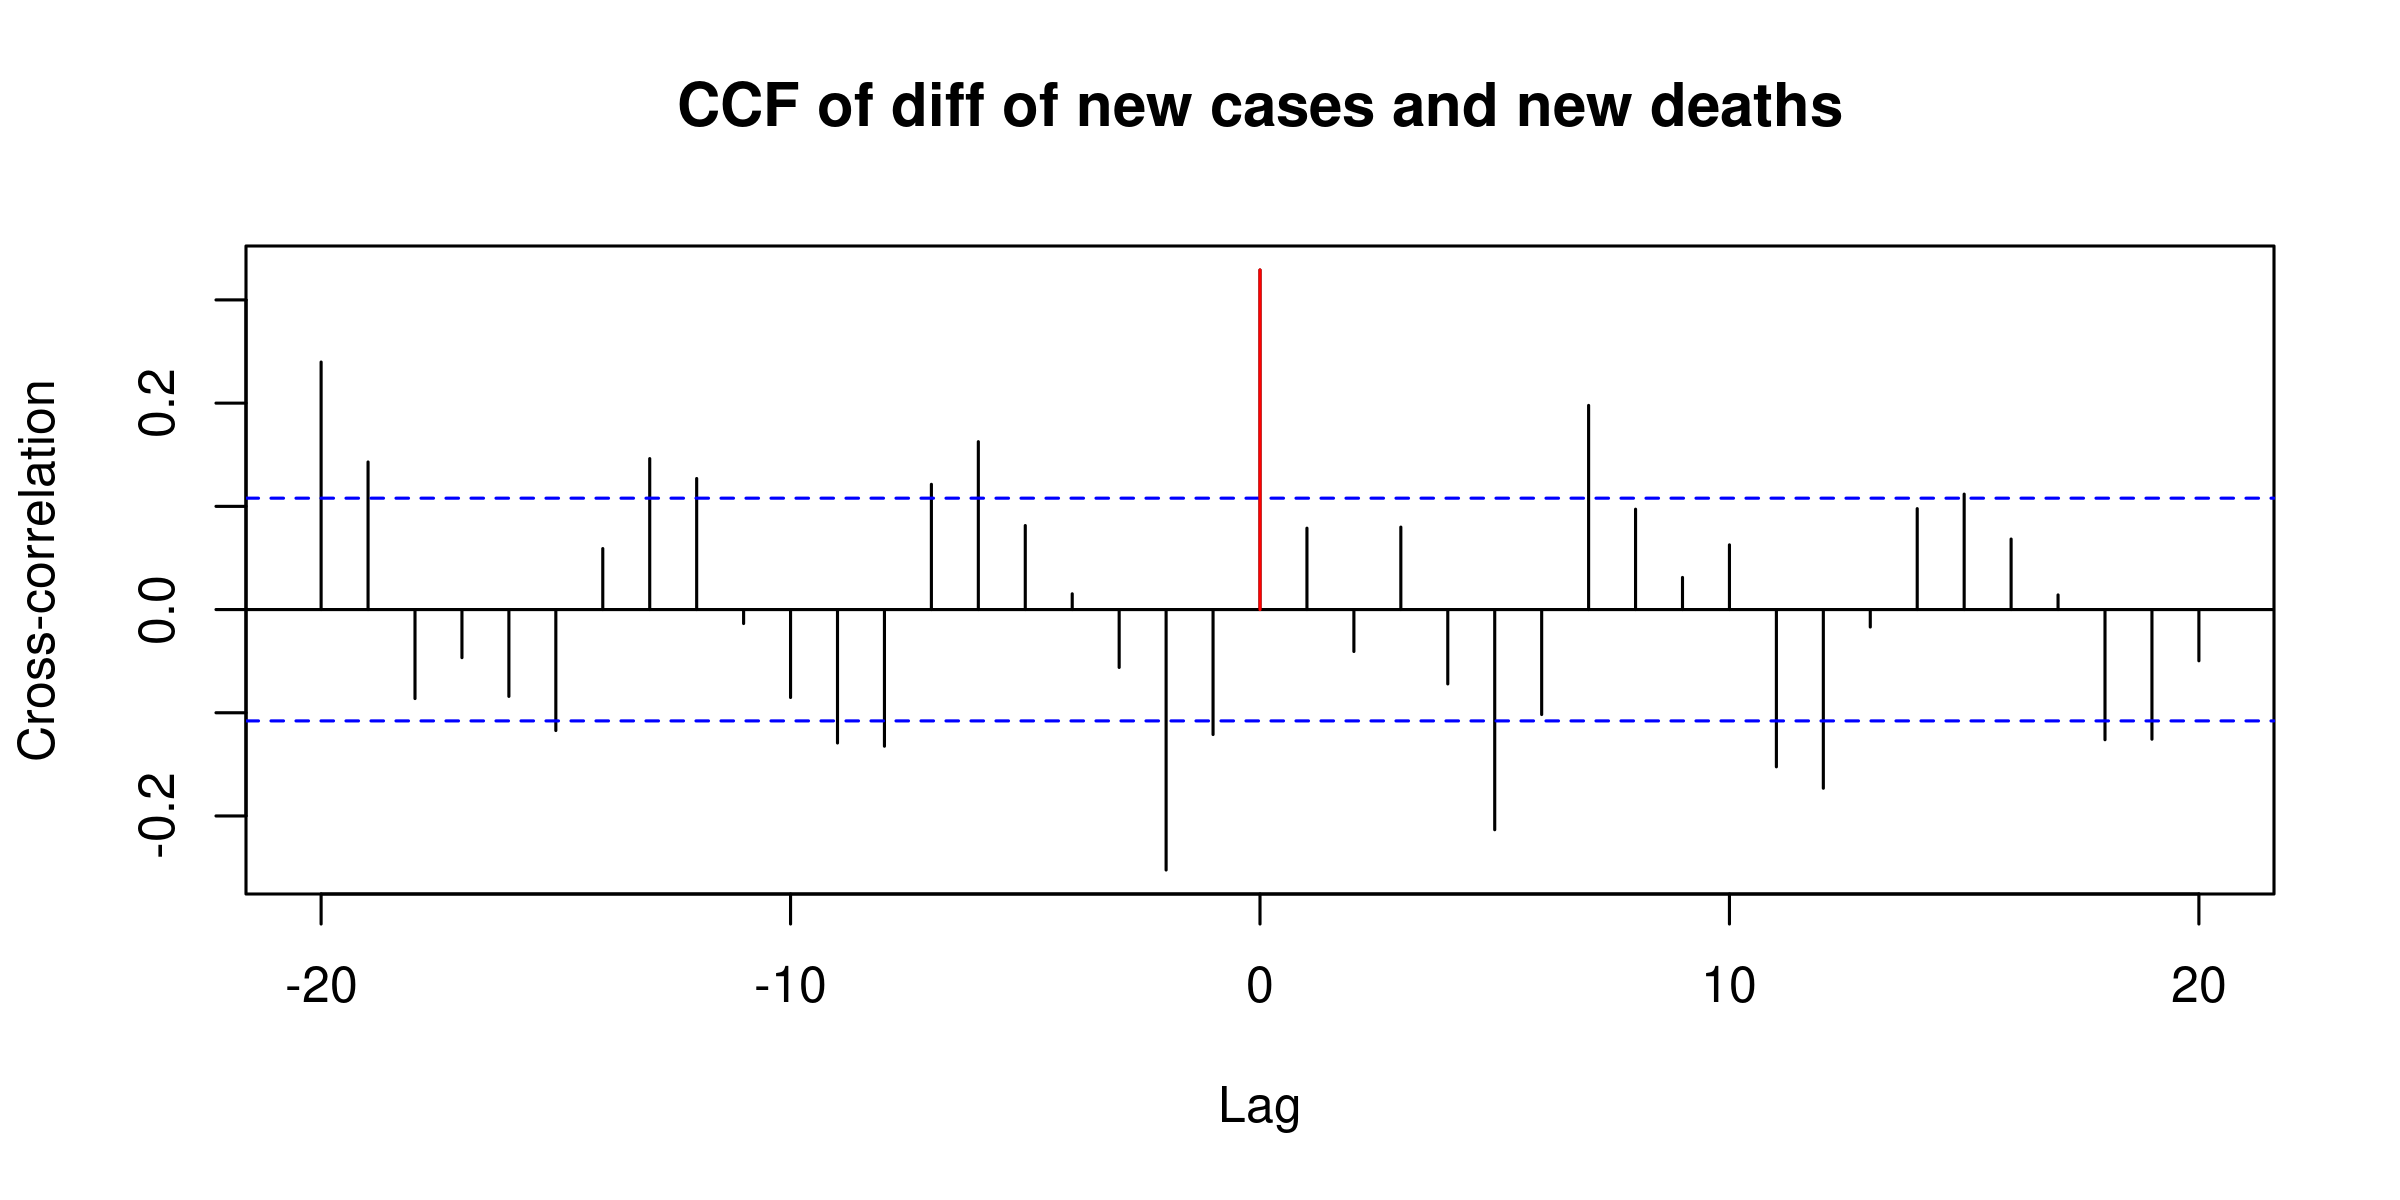 CCF of diff of new cases and new deaths
Cross-correlation
0.2
0.0
-0.2
-20 -10 0 10 20
Lag